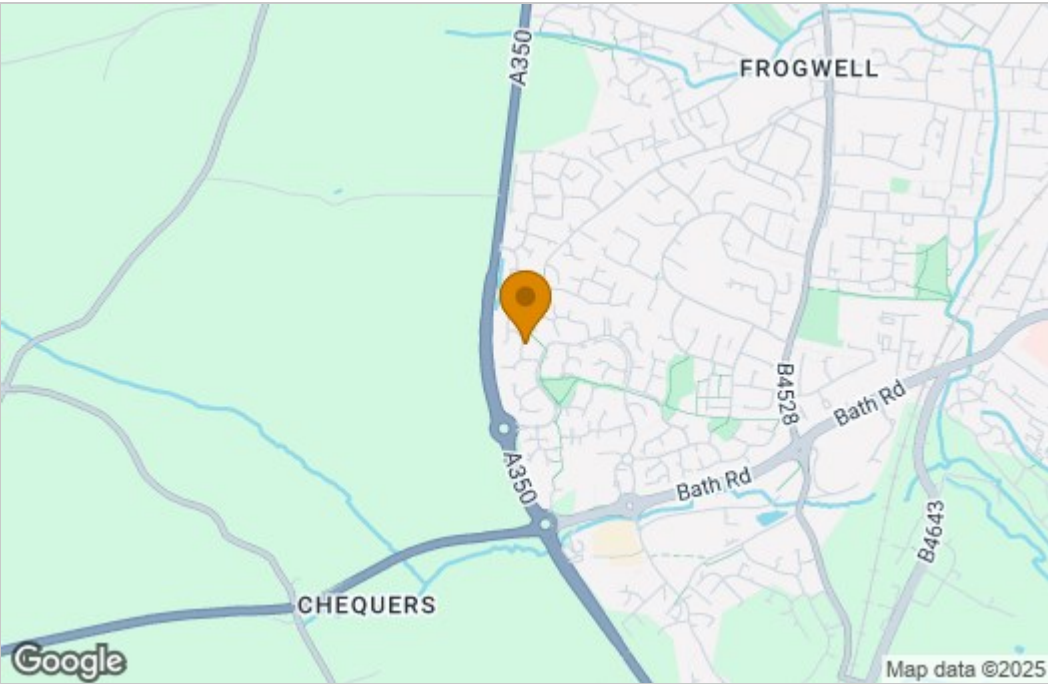 A350
FROGWELL
B4528
Bath Rd
A350
Bath Rd
B4643
CHEQUERS
Google
Map data ©2025